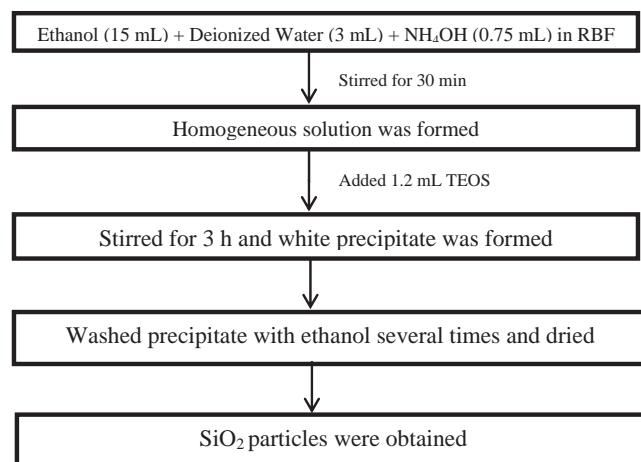 Ethanol (15 mL) + Deionized Water (3 mL) + NH₄OH (0.75 mL) in RBF
Stirred for 30 min
Homogeneous solution was formed
Added 1.2 mL TEOS
Stirred for 3 h and white precipitate was formed
Washed precipitate with ethanol several times and dried
SiO₂ particles were obtained